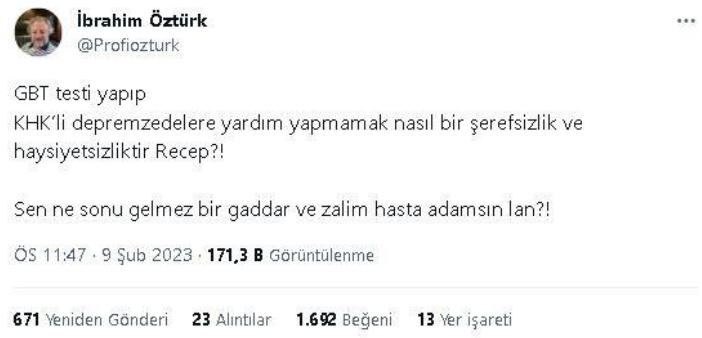 İbrahim Öztürk
@Profiozturk
GBT testi yapıp
KHK'li depremzedelere yardım yapmamak nasıl bir şerefsizlik ve
haysiyetsizliktir Recep?!
Sen ne sonu gelmez bir gaddar ve zalim hasta adamsın lan?!
ÖS 11:47 · 9 Şub 2023 · 171,3 B Görüntülenme
671 Yeniden Gönderi 23 Alıntılar 1.692 Beğeni 13 Yer işareti